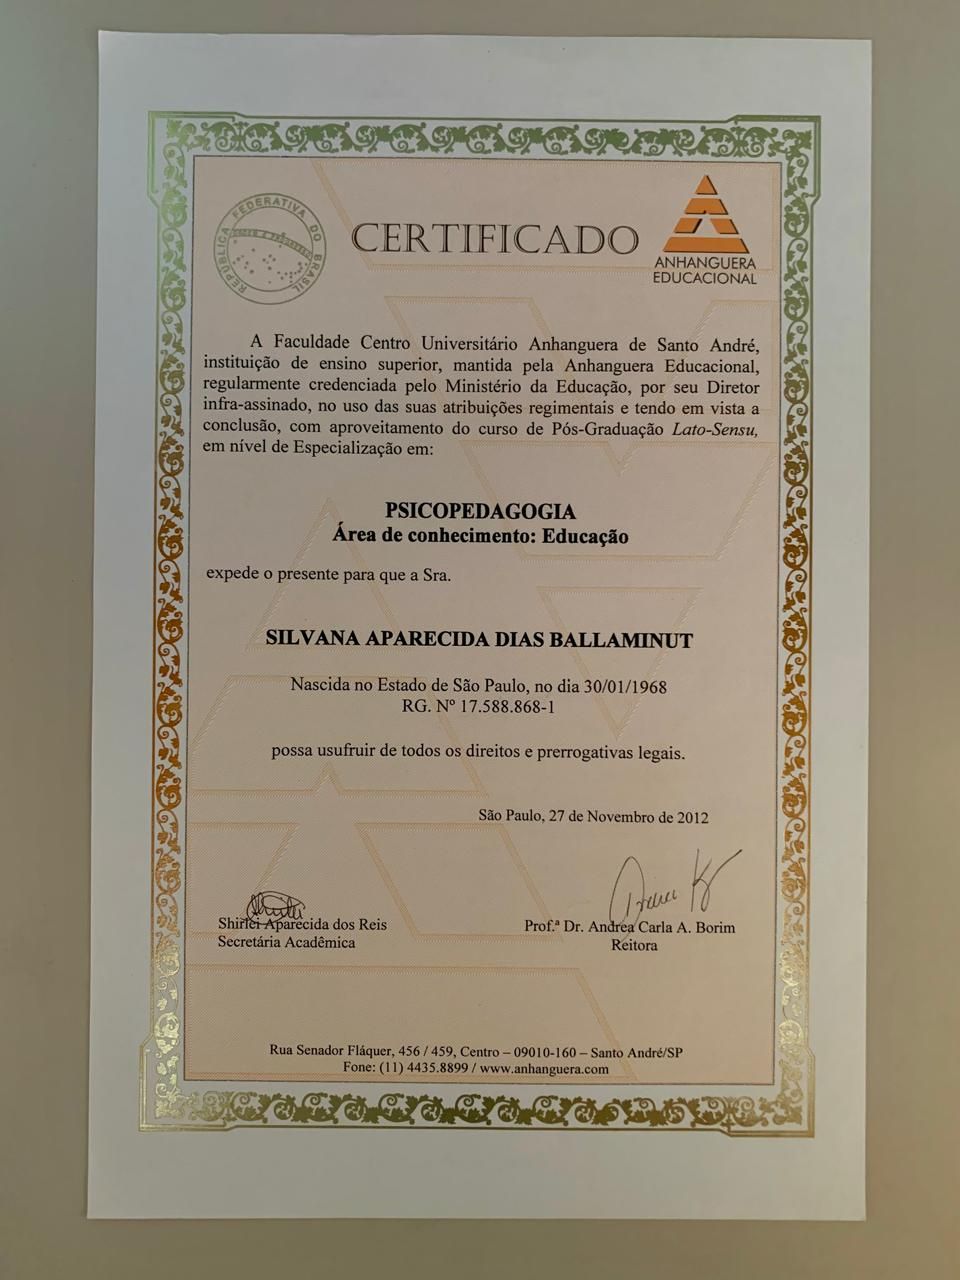 REPÚBLICA FEDERATIVA DO BRASIL
ORDEM E PROGRESSO
CERTIFICADO
ANHANGUERA
EDUCACIONAL
A Faculdade Centro Universitário Anhanguera de Santo André,
instituição de ensino superior, mantida pela Anhanguera Educacional,
regularmente credenciada pelo Ministério da Educação, por seu Diretor
infra-assinado, no uso das suas atribuições regimentais e tendo em vista a
conclusão, com aproveitamento do curso de Pós-Graduação Lato-Sensu,
em nível de Especialização em:
PSICOPEDAGOGIA
Área de conhecimento: Educação
expede o presente para que a Sra.
SILVANA APARECIDA DIAS BALLAMINUT
Nascida no Estado de São Paulo, no dia 30/01/1968
RG. Nº 17.588.868-1
possa usufruir de todos os direitos e prerrogativas legais.
São Paulo, 27 de Novembro de 2012
Shirlei Aparecida dos Reis
Secretária Acadêmica
Prof.ª Dr. Andrea Carla A. Borim
Reitora
Rua Senador Fláquer, 456 / 459, Centro – 09010-160 – Santo André/SP
Fone: (11) 4435.8899 / www.anhanguera.com